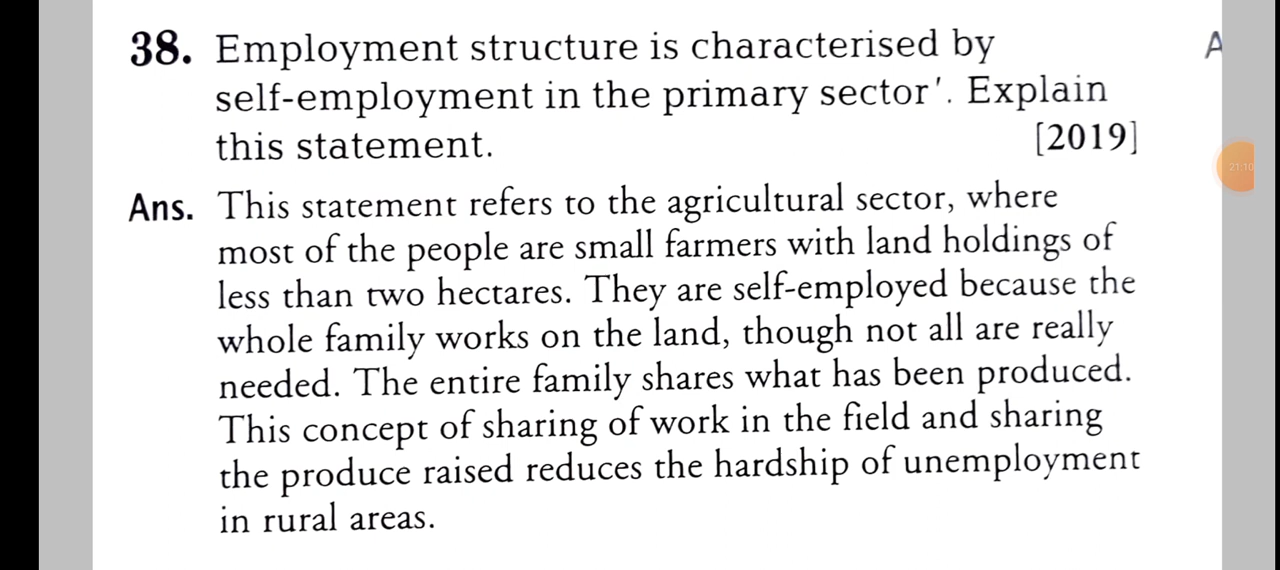 38. Employment structure is characterised by
self-employment in the primary sector'. Explain
this statement. [2019]
Ans. This statement refers to the agricultural sector, where
most of the people are small farmers with land holdings of
less than two hectares. They are self-employed because the
whole family works on the land, though not all are really
needed. The entire family shares what has been produced.
This concept of sharing of work in the field and sharing
the produce raised reduces the hardship of unemployment
in rural areas.
A
21:10